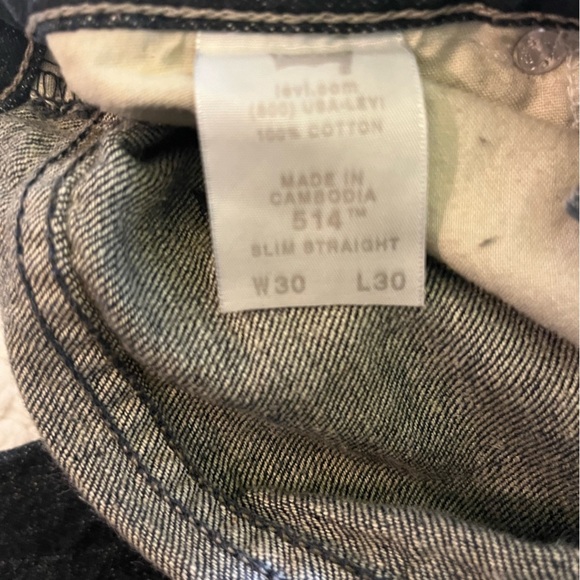 levi.com
(800) USA-LEVI
100% COTTON
MADE IN
CAMBODIA
514™
SLIM STRAIGHT
W30 L30